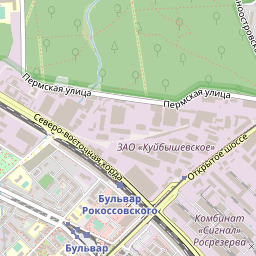 Пермская улица
Пермская улица
Северо-восточная хорда
ЗАО «Куйбышевское»
Открытое шоссе
Бульвар
Рокоссовского
Комбинат
«Сигнал»
Росрезерва
Бульвар